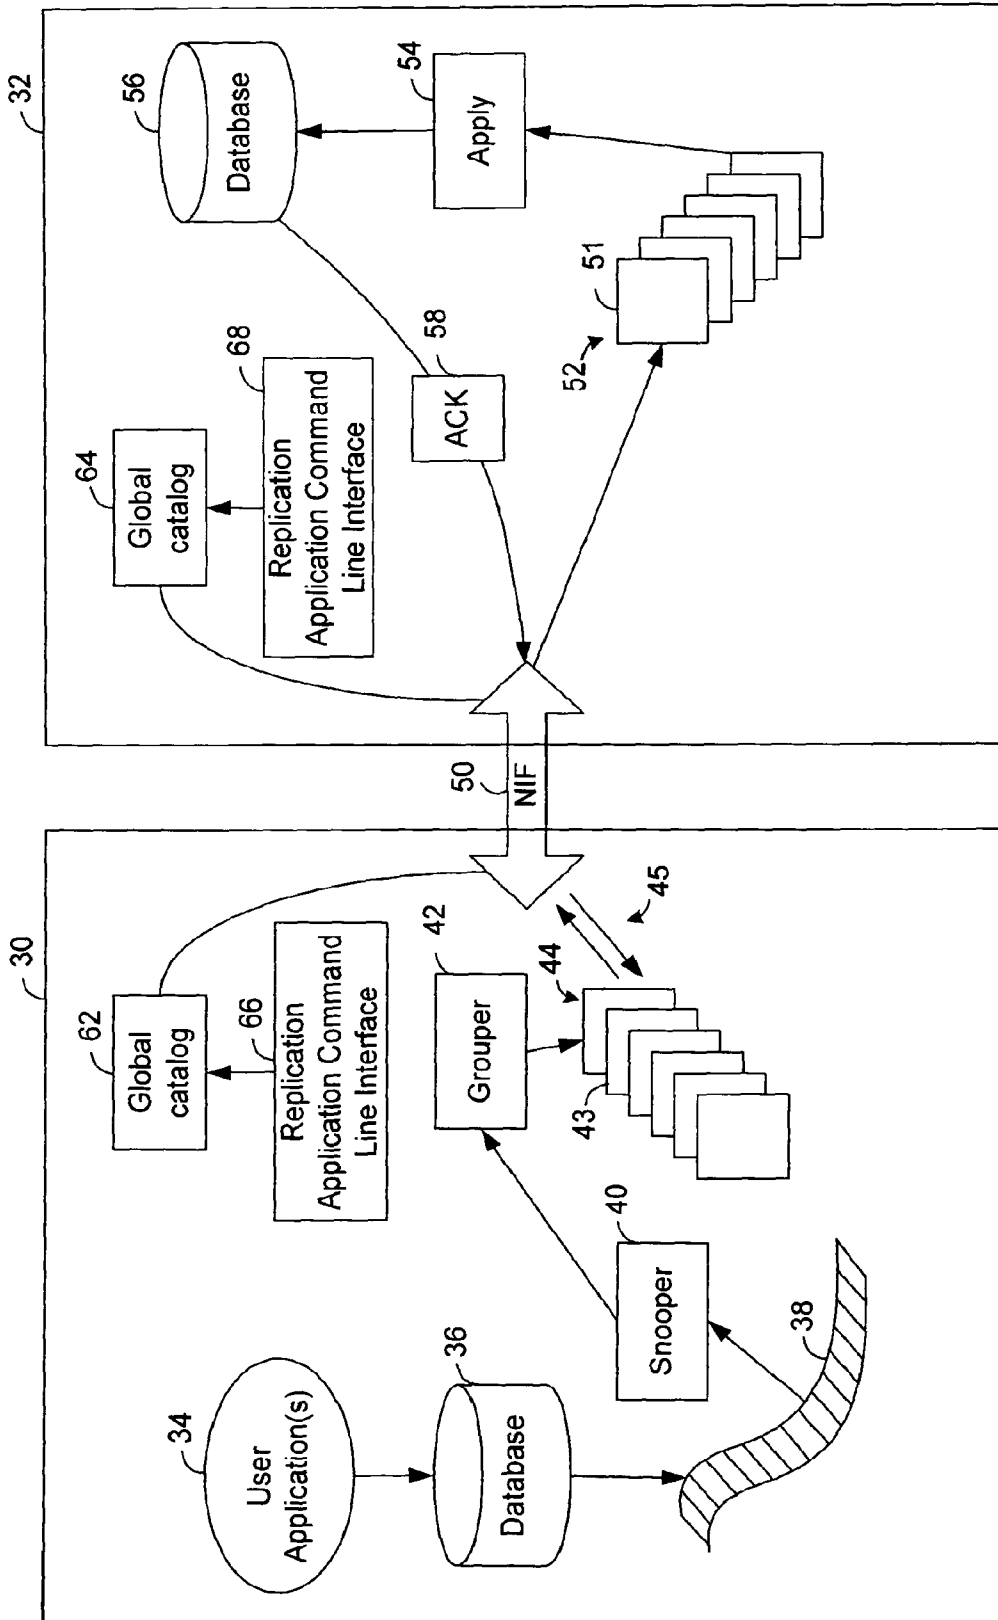 30
34
User
Application(s)
36
Database
38
40
Snooper
42
Grouper
43
44
45
62
Global
catalog
66
Replication
Application Command
Line Interface
50
NIF
32
64
Global
catalog
68
Replication
Application Command
Line Interface
58
ACK
56
Database
54
Apply
52
51